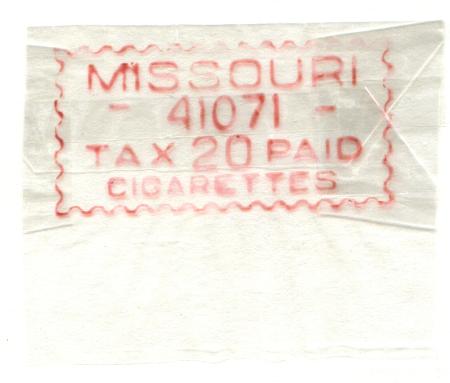 MISSOURI
- 41071 -
TAX 20 PAID
CIGARETTES